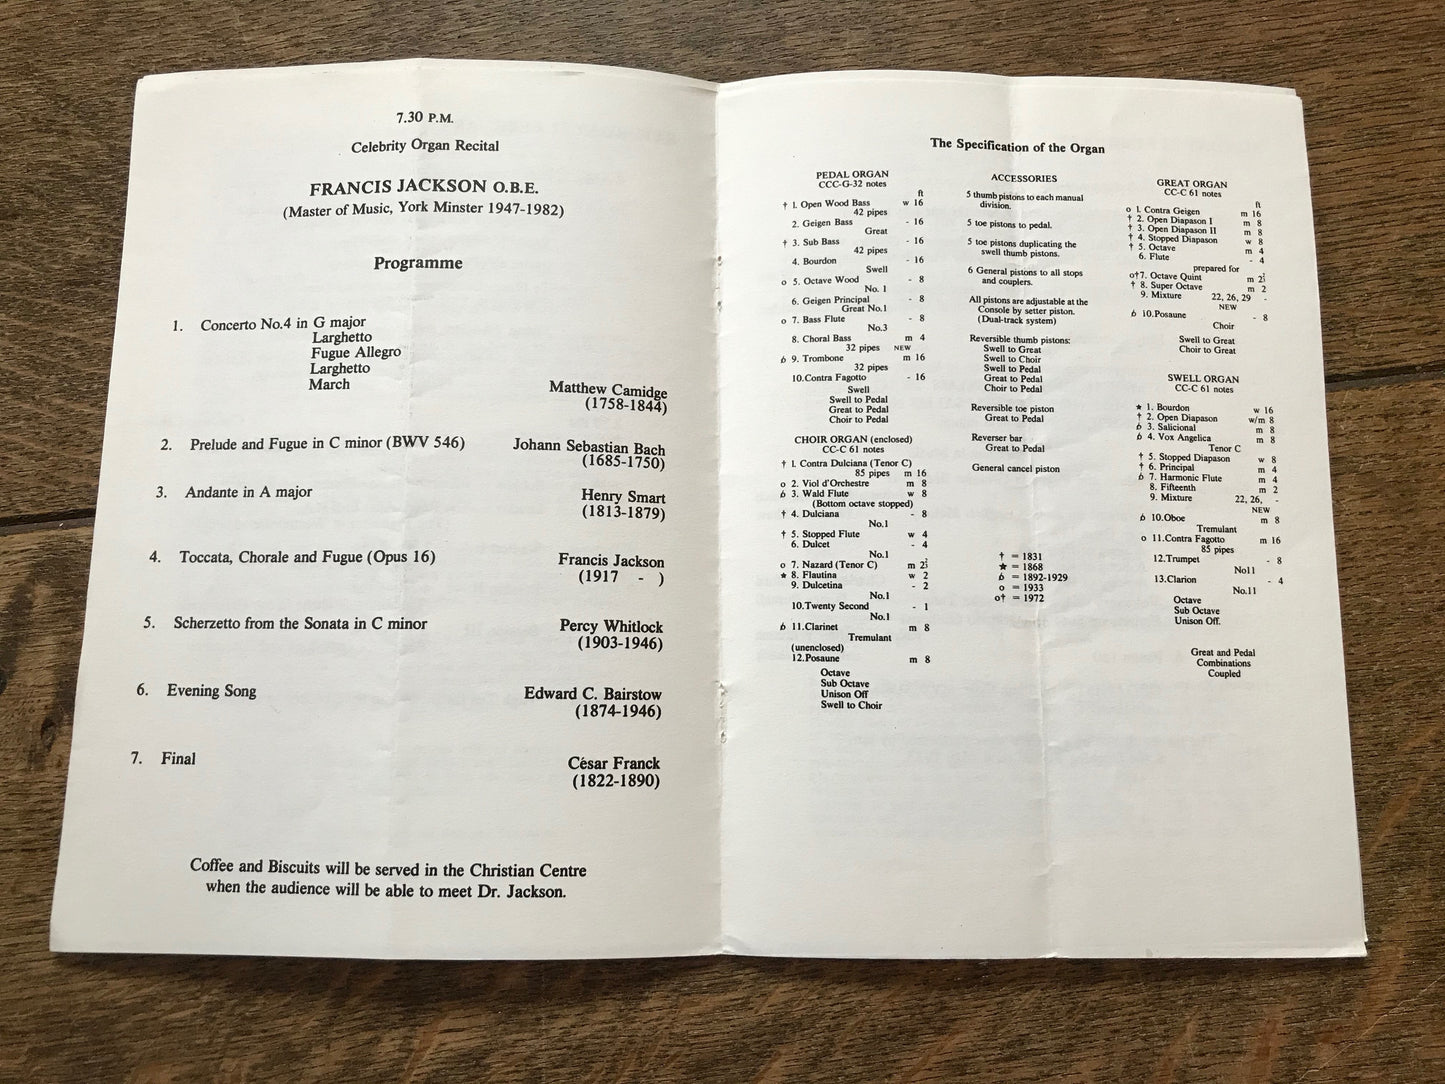 7.30 P.M.
Celebrity Organ Recital
FRANCIS JACKSON O.B.E.
(Master of Music, York Minster 1947-1982)
Programme
1. Concerto No.4 in G major
Larghetto
Fugue Allegro
Larghetto
March
Matthew Camidge
(1758-1844)
2. Prelude and Fugue in C minor (BWV 546) Johann Sebastian Bach
(1685-1750)
3. Andante in A major Henry Smart
(1813-1879)
4. Toccata, Chorale and Fugue (Opus 16) Francis Jackson
(1917 - )
5. Scherzetto from the Sonata in C minor Percy Whitlock
(1903-1946)
6. Evening Song Edward C. Bairstow
(1874-1946)
7. Final César Franck
(1822-1890)
Coffee and Biscuits will be served in the Christian Centre
when the audience will be able to meet Dr. Jackson.
The Specification of the Organ
PEDAL ORGAN
CCC-G-32 notes
ft
† 1. Open Wood Bass w 16
42 pipes
2. Geigen Bass - 16
Great
† 3. Sub Bass - 16
42 pipes
4. Bourdon - 16
Swell
o 5. Octave Wood - 8
No. 1
6. Geigen Principal - 8
Great No.1
o 7. Bass Flute - 8
No.3
8. Choral Bass m 4
32 pipes NEW
6 9. Trombone m 16
32 pipes
10.Contra Fagotto - 16
Swell
Swell to Pedal
Great to Pedal
Choir to Pedal
CHOIR ORGAN (enclosed)
CC-C 61 notes
† 1. Contra Dulciana (Tenor C)
85 pipes m 16
o 2. Viol d'Orchestre m 8
6 3. Wald Flute w 8
(Bottom octave stopped)
† 4. Dulciana - 8
No.1
† 5. Stopped Flute w 4
6. Dulcet - 4
No.1
o 7. Nazard (Tenor C) m 2⅔
★ 8. Flautina w 2
9. Dulcetina - 2
No.1
10.Twenty Second - 1
No.1
6 11.Clarinet m 8
Tremulant
(unenclosed)
12.Posaune m 8
Octave
Sub Octave
Unison Off
Swell to Choir
ACCESSORIES
5 thumb pistons to each manual
division.
5 toe pistons to pedal.
5 toe pistons duplicating the
swell thumb pistons.
6 General pistons to all stops
and couplers.
All pistons are adjustable at the
Console by setter piston.
(Dual-track system)
Reversible thumb pistons:
Swell to Great
Swell to Choir
Swell to Pedal
Great to Pedal
Choir to Pedal
Reversible toe piston
Great to Pedal
Reverser bar
Great to Pedal
General cancel piston
† = 1831
★ = 1868
6 = 1892-1929
o = 1933
o† = 1972
GREAT ORGAN
CC-C 61 notes
ft
o 1. Contra Geigen m 16
† 2. Open Diapason I m 8
† 3. Open Diapason II m 8
† 4. Stopped Diapason w 8
† 5. Octave m 4
6. Flute - 4
prepared for
o†7. Octave Quint m 2⅔
† 8. Super Octave m 2
9. Mixture 22, 26, 29 -
NEW
6 10.Posaune - 8
Choir
Swell to Great
Choir to Great
SWELL ORGAN
CC-C 61 notes
★ 1. Bourdon w 16
† 2. Open Diapason w/m 8
6 3. Salicional m 8
6 4. Vox Angelica m 8
Tenor C
† 5. Stopped Diapason w 8
† 6. Principal m 4
6 7. Harmonic Flute m 4
8. Fifteenth m 2
9. Mixture 22, 26, -
NEW
6 10.Oboe m 8
Tremulant
o 11.Contra Fagotto m 16
85 pipes
12.Trumpet - 8
No11
13.Clarion - 4
No.11
Octave
Sub Octave
Unison Off.
Great and Pedal
Combinations
Coupled